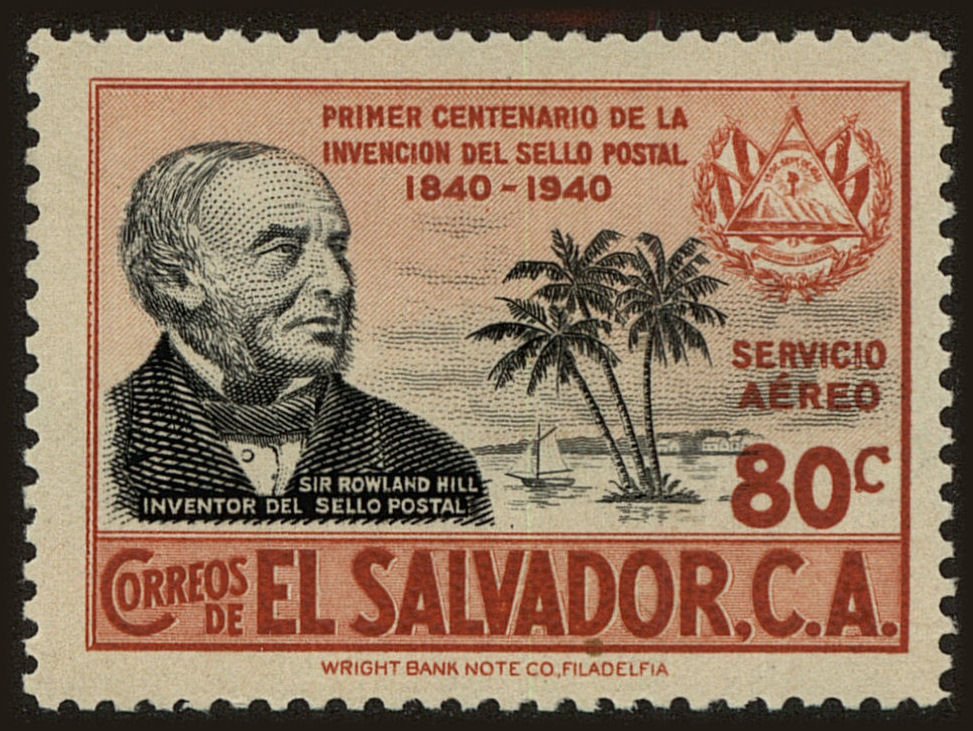 PRIMER CENTENARIO DE LA
INVENCION DEL SELLO POSTAL
1840-1940
SERVICIO
AÉREO
80C
SIR ROWLAND HILL
INVENTOR DEL SELLO POSTAL
CORREOS
DE
EL SALVADOR, C.A.
WRIGHT BANK NOTE CO., FILADELFIA